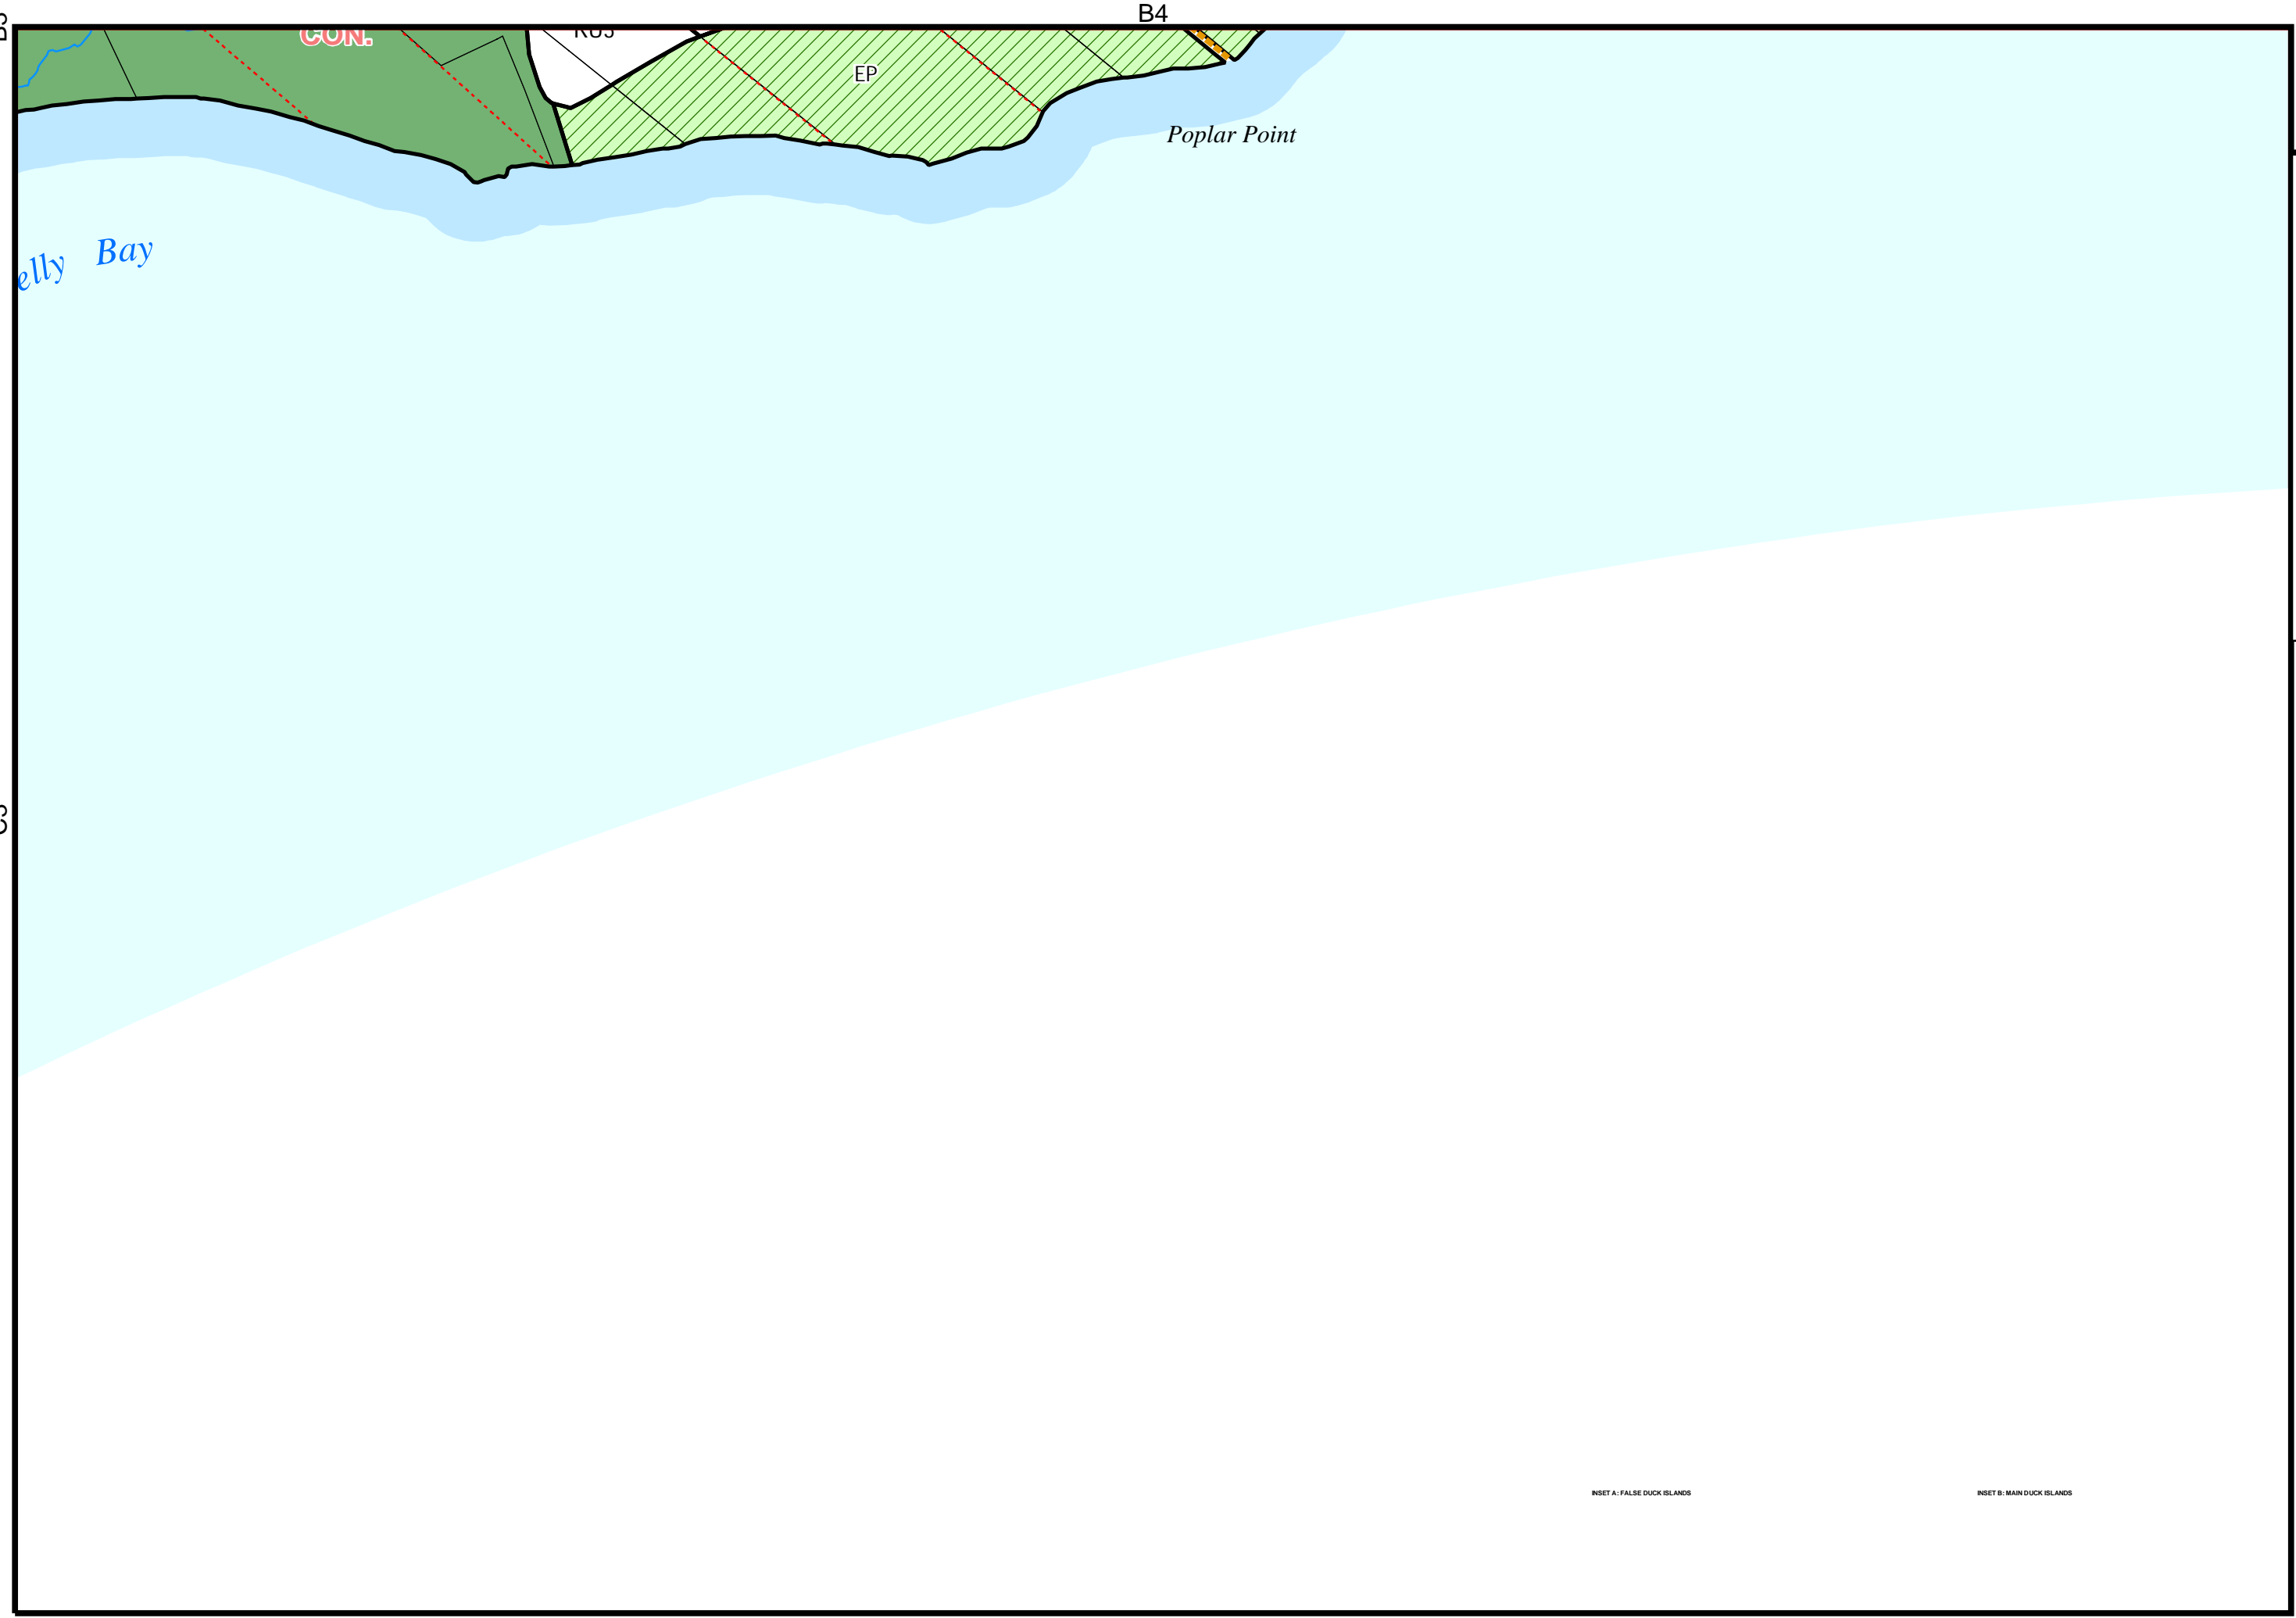 B4
CON.
EP
Poplar Point
elly Bay
INSET A: FALSE DUCK ISLANDS
INSET B: MAIN DUCK ISLANDS